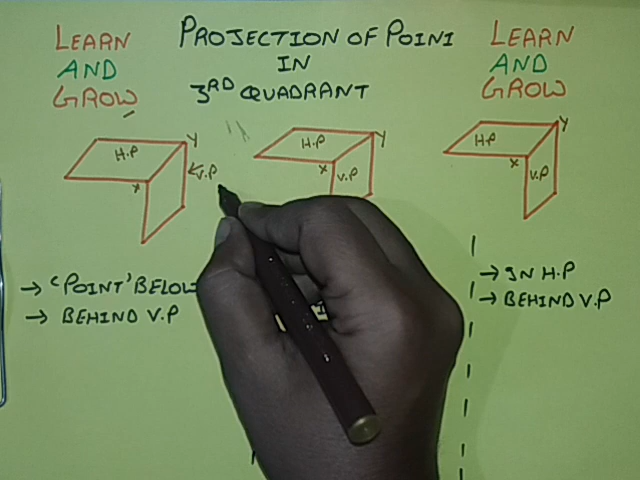 LEARN
AND
GROW
PROJECTION OF POINT
IN
3RD QUADRANT
LEARN
AND
GROW
H.P
Y
X
V.P
H.P
Y
X
V.P
H.P
Y
X
V.P
→ 'POINT' BELOW
→ BEHIND V.P
→ IN H.P
→ BEHIND V.P